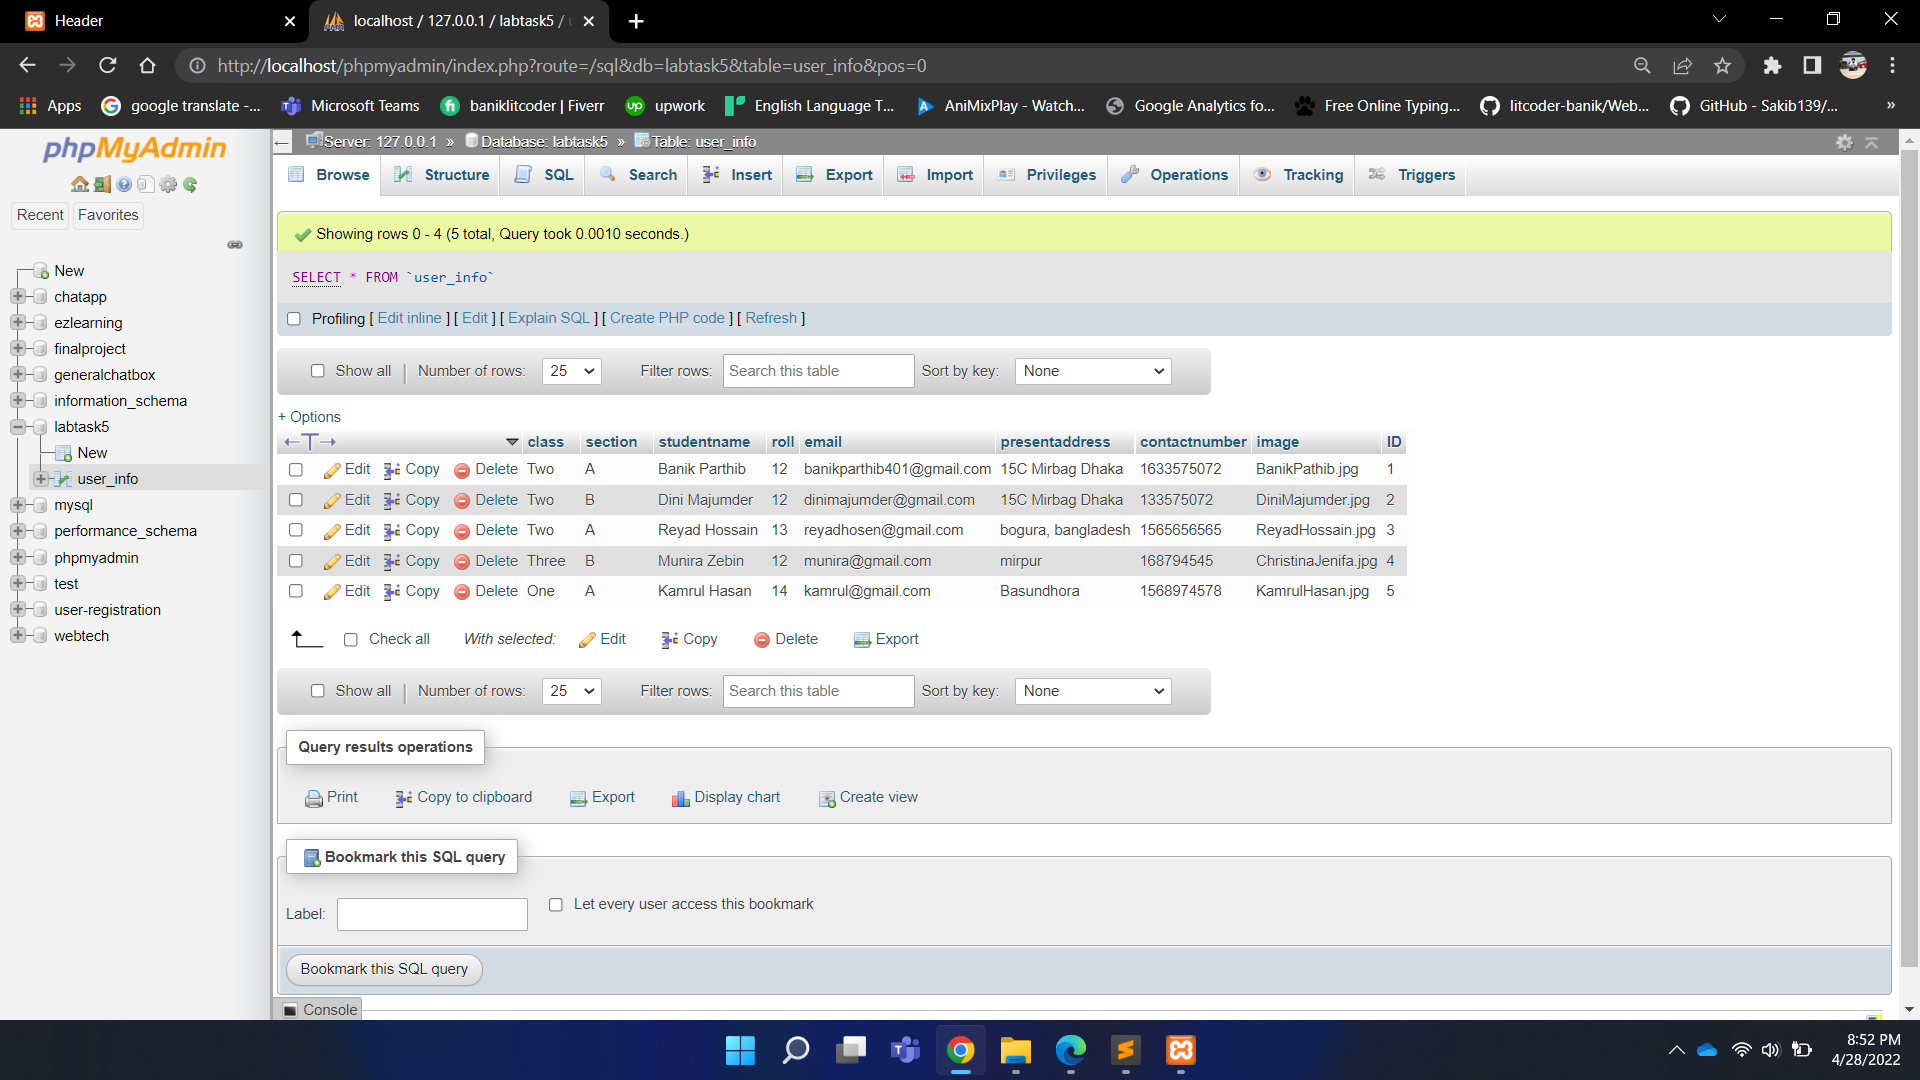 Header
localhost / 127.0.0.1 / labtask5 /
http://localhost/phpmyadmin/index.php?route=/sql&db=labtask5&table=user_info&pos=0
Apps google translate -... Microsoft Teams baniklitcoder | Fiverr upwork English Language T... AniMixPlay - Watch... Google Analytics fo... Free Online Typing... litcoder-banik/Web... GitHub - Sakib139/... »
phpMyAdmin
Recent Favorites
New
chatapp
ezlearning
finalproject
generalchatbox
information_schema
labtask5
New
user_info
mysql
performance_schema
phpmyadmin
test
user-registration
webtech
Server: 127.0.0.1 » Database: labtask5 » Table: user_info
Browse Structure SQL Search Insert Export Import Privileges Operations Tracking Triggers
Showing rows 0 - 4 (5 total, Query took 0.0010 seconds.)
SELECT * FROM `user_info`
Profiling [ Edit inline ] [ Edit ] [ Explain SQL ] [ Create PHP code ] [ Refresh ]
Show all | Number of rows: 25 Filter rows: Search this table Sort by key: None
+ Options
←T→ class section studentname roll email presentaddress contactnumber image ID
Edit Copy Delete Two A Banik Parthib 12 banikparthib401@gmail.com 15C Mirbag Dhaka 1633575072 BanikPathib.jpg 1
Edit Copy Delete Two B Dini Majumder 12 dinimajumder@gmail.com 15C Mirbag Dhaka 133575072 DiniMajumder.jpg 2
Edit Copy Delete Two A Reyad Hossain 13 reyadhosen@gmail.com bogura, bangladesh 1565656565 ReyadHossain.jpg 3
Edit Copy Delete Three B Munira Zebin 12 munira@gmail.com mirpur 168794545 ChristinaJenifa.jpg 4
Edit Copy Delete One A Kamrul Hasan 14 kamrul@gmail.com Basundhora 1568974578 KamrulHasan.jpg 5
Check all With selected: Edit Copy Delete Export
Show all | Number of rows: 25 Filter rows: Search this table Sort by key: None
Query results operations
Print Copy to clipboard Export Display chart Create view
Bookmark this SQL query
Label: Let every user access this bookmark
Bookmark this SQL query
Console
8:52 PM
4/28/2022